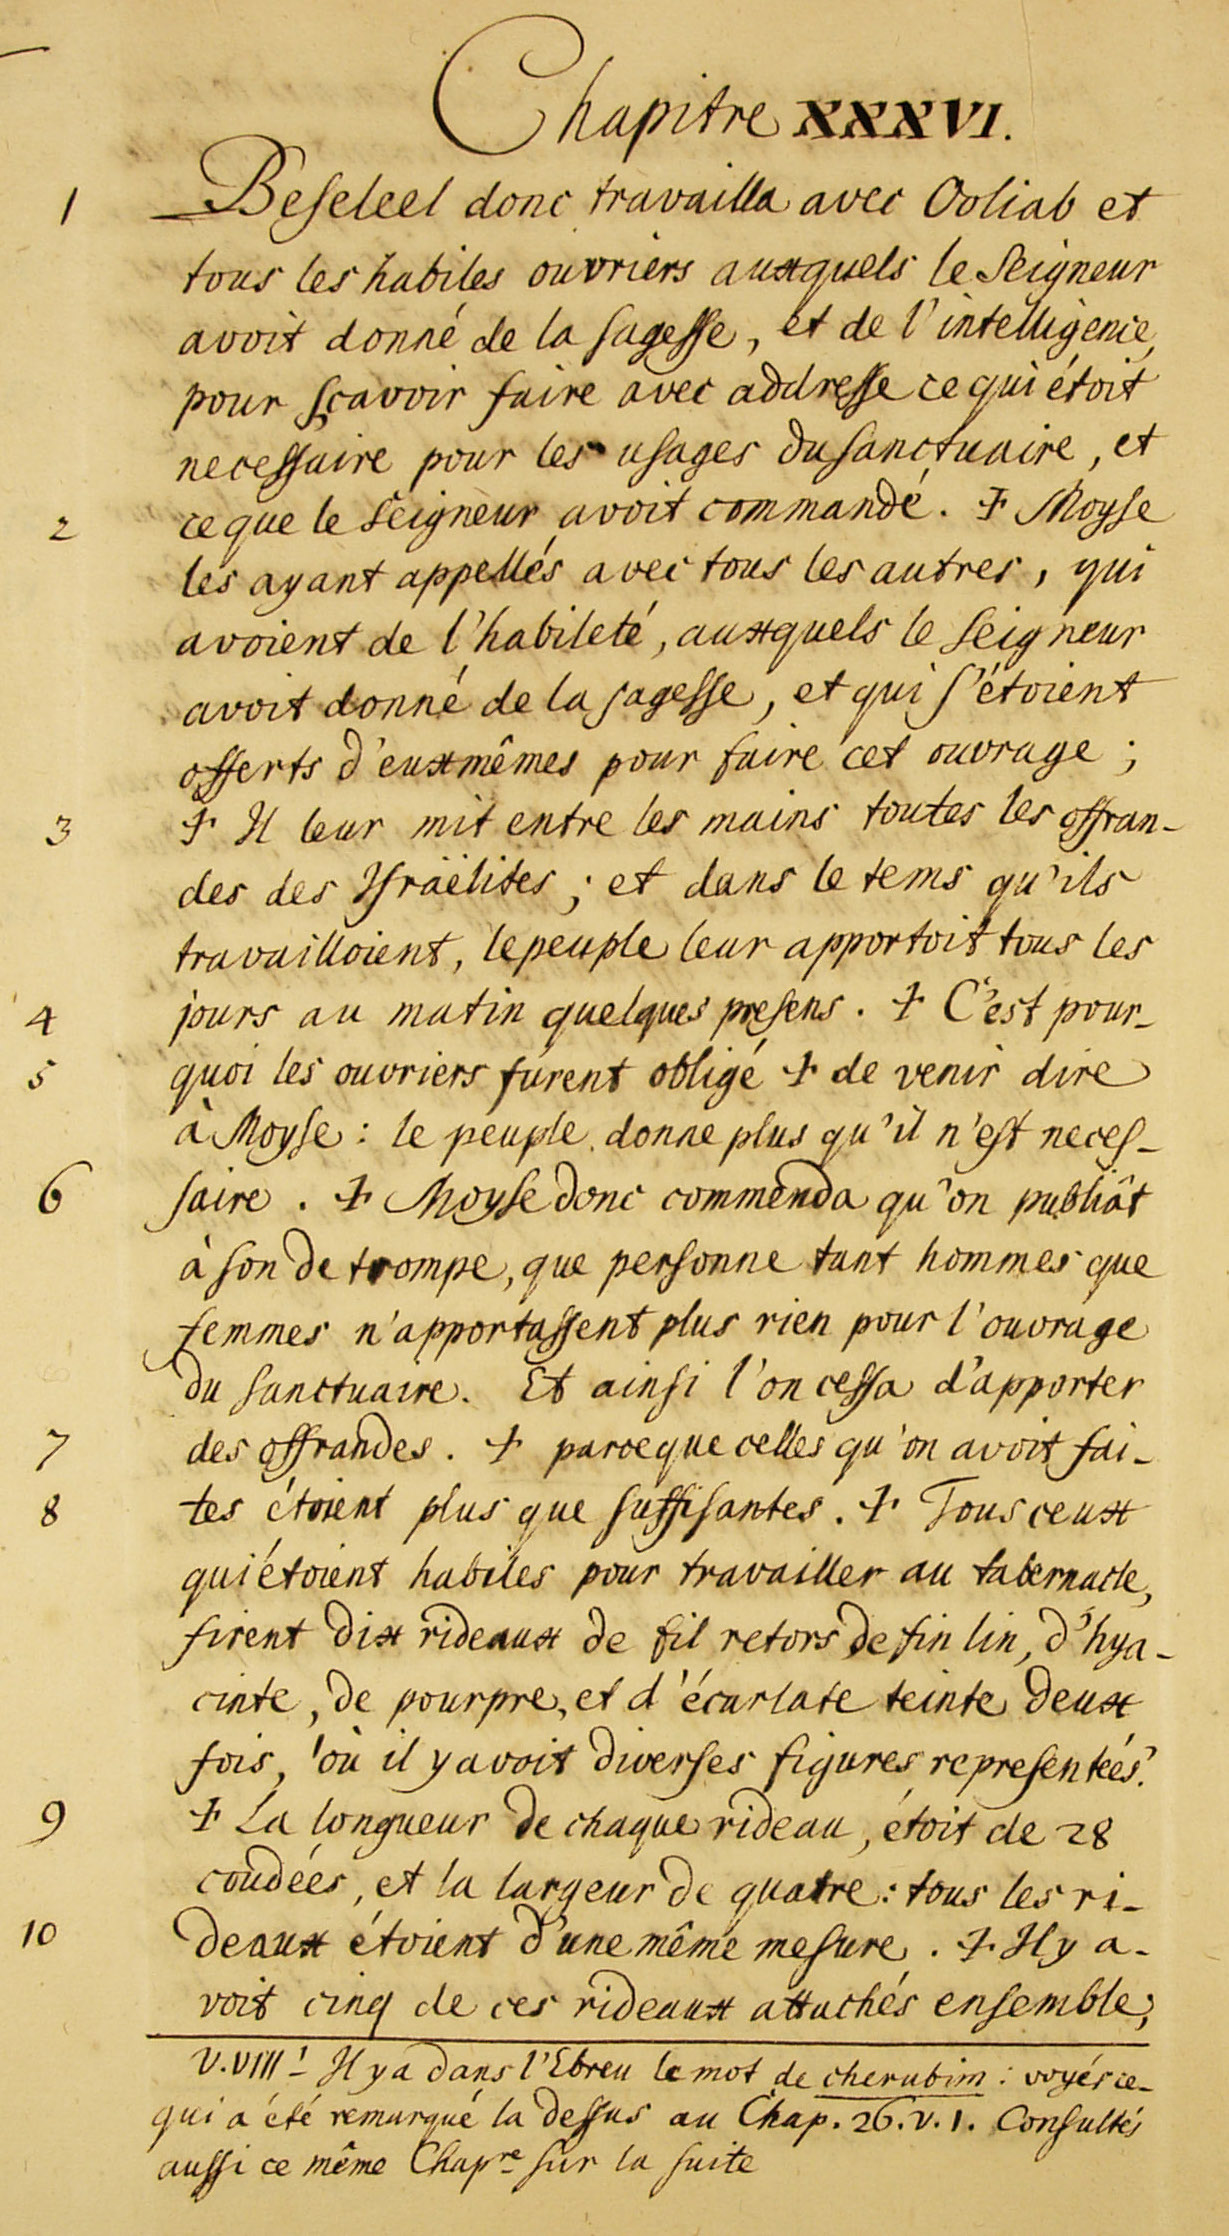 Chapitre XXXVI.
1 Beseleel donc travailla avec Ooliab et
tous les habiles ouvriers auxquels le Seigneur
avoit donné de la sagesse, et de l'intelligence,
pour sçavoir faire avec addresse ce qui étoit
necessaire pour les usages du sanctuaire, et
2 ce que le Seigneur avoit commandé. + Moyse
les ayant appellés avec tous les autres, qui
avoient de l'habileté, auxquels le Seigneur
avoit donné de la sagesse, et qui s'étoient
offerts d'eux mêmes pour faire cet ouvrage ;
3 + Il leur mit entre les mains toutes les offran-
des des Israëlites ; et dans le tems qu'ils
travailloient, le peuple leur apportoit tous les
4 jours au matin quelques presens. + C'est pour-
5 quoi les ouvriers furent obligé + de venir dire
à Moyse : le peuple donne plus qu'il n'est neces-
6 saire. + Moyse donc commenda qu'on publiât
à son de trompe, que personne tant hommes que
femmes n'apportassent plus rien pour l'ouvrage
du sanctuaire. Et ainsi l'on cessa d'apporter
7 des offrandes. + parce que celles qu'on avoit fai-
8 tes étoient plus que suffisantes. + Tous ceux
qui étoient habiles pour travailler au tabernacle,
firent dix rideaux de fil retors de fin lin, d'hya-
cinte, de pourpre, et d'écarlate teinte deux
fois, 'où il y avoit diverses figures representées'.
9 + La longueur de chaque rideau, étoit de 28
coudées, et la largeur de quatre : tous les ri-
10 deaux étoient d'une même mesure. + Il y a-
voit cinq de ces rideaux attachés ensemble ;
V. VIII ' - Il y a dans l'Ebreu le mot de cherubim : voyés ce-
qui a été remarqué la dessus au Chap. 26. v. 1. Consultés
aussi ce même Chapre sur la suite